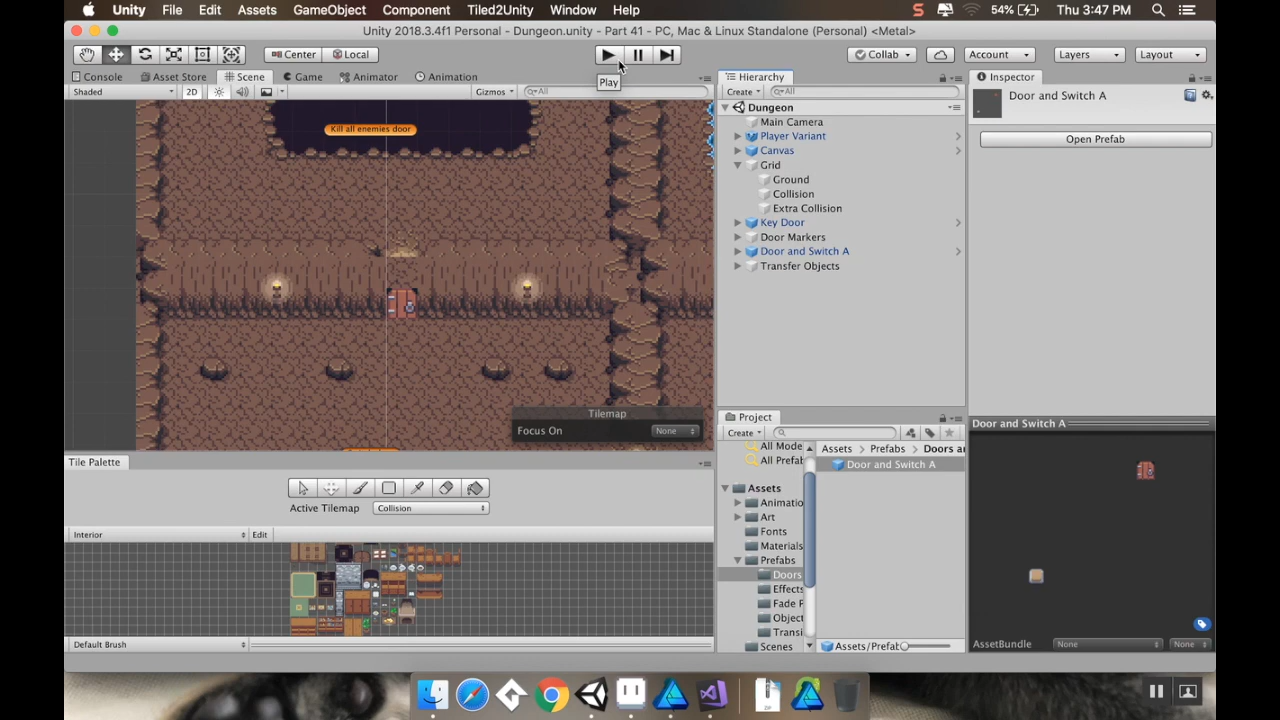 Unity File Edit Assets GameObject Component Tiled2Unity Window Help S 54% Thu 3:47 PM
Unity 2018.3.4f1 Personal - Dungeon.unity - Part 41 - PC, Mac & Linux Standalone (Personal) <Metal>
Center Local Collab Account Layers Layout
Play
Console Asset Store Scene Game Animator Animation
Shaded 2D Gizmos All
Kill all enemies door
Tilemap
Focus On None
Hierarchy
Create All
Dungeon
Main Camera
Player Variant
Canvas
Grid
Ground
Collision
Extra Collision
Key Door
Door Markers
Door and Switch A
Transfer Objects
Inspector
Door and Switch A
Open Prefab
Tile Palette
Active Tilemap Collision
Interior Edit
Default Brush
Project
Create
All Mode
All Prefab
Assets
Animatio
Art
Fonts
Materials
Prefabs
Doors
Effects
Fade P
Object
Transi
Scenes
Assets Prefabs Doors ar
Door and Switch A
Assets/Prefab
Door and Switch A
AssetBundle None None